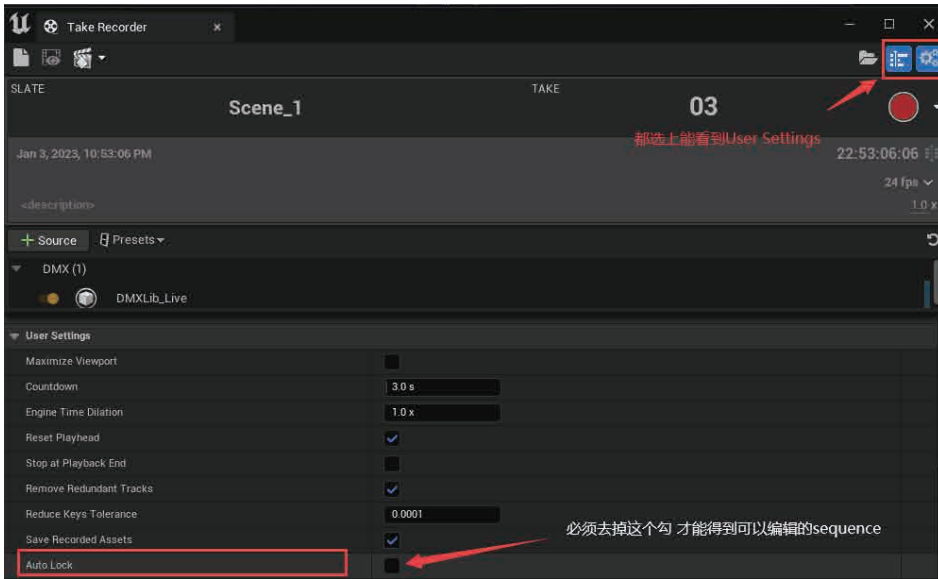 Take Recorder
SLATE
TAKE
Scene_1
03
都选上能看到User Settings
Jan 3, 2023, 10:53:06 PM
22:53:06:06
24 fps
<description>
1.0 x
+ Source
Presets
DMX (1)
DMXLib_Live
User Settings
Maximize Viewport
Countdown
3.0 s
Engine Time Dilation
1.0 x
Reset Playhead
Stop at Playback End
Remove Redundant Tracks
Reduce Keys Tolerance
0.0001
必须去掉这个勾 才能得到可以编辑的sequence
Save Recorded Assets
Auto Lock